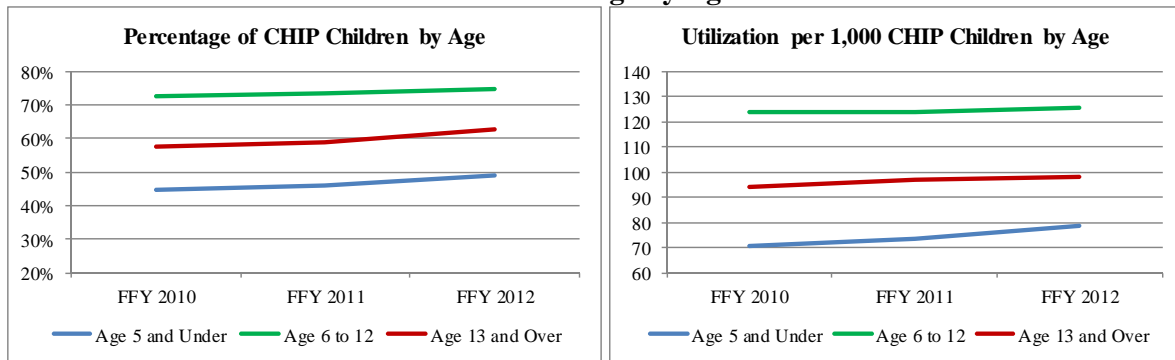 Percentage of CHIP Children by Age
80%
70%
60%
50%
40%
30%
20%
FFY 2010 FFY 2011 FFY 2012
Age 5 and Under Age 6 to 12 Age 13 and Over
Utilization per 1,000 CHIP Children by Age
140
130
120
110
100
90
80
70
60
FFY 2010 FFY 2011 FFY 2012
Age 5 and Under Age 6 to 12 Age 13 and Over